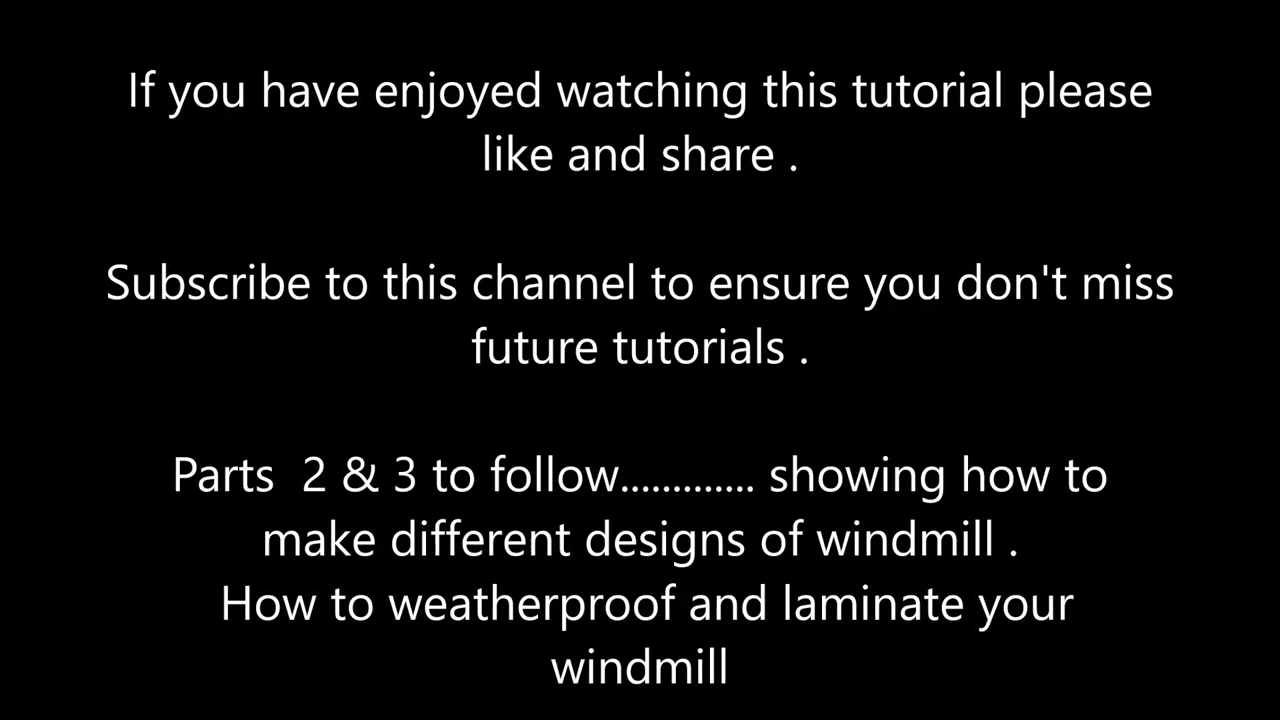 If you have enjoyed watching this tutorial please
like and share .
Subscribe to this channel to ensure you don't miss
future tutorials .
Parts  2 & 3 to follow............. showing how to
make different designs of windmill .
How to weatherproof and laminate your
windmill